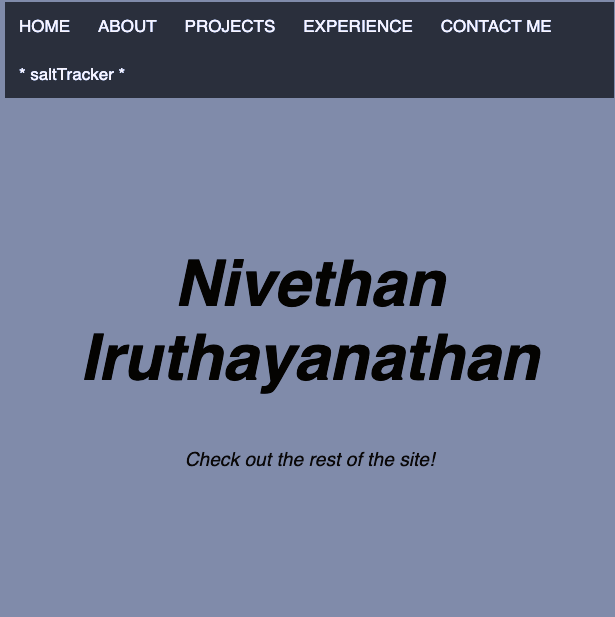 HOME ABOUT PROJECTS EXPERIENCE CONTACT ME
* saltTracker *
Nivethan
Iruthayanathan
Check out the rest of the site!